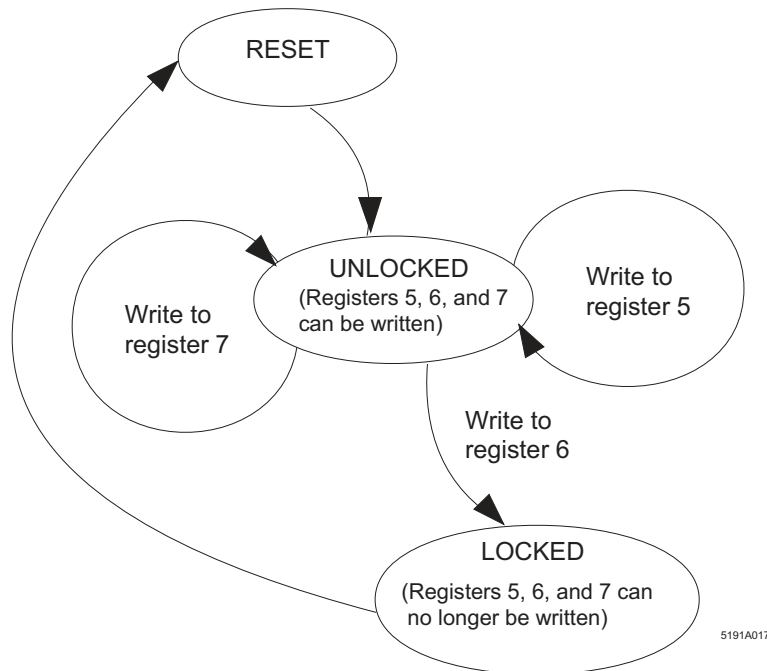 RESET
UNLOCKED
(Registers 5, 6, and 7
can be written)
Write to
register 5
Write to
register 7
Write to
register 6
LOCKED
(Registers 5, 6, and 7 can
no longer be written)
5191A017